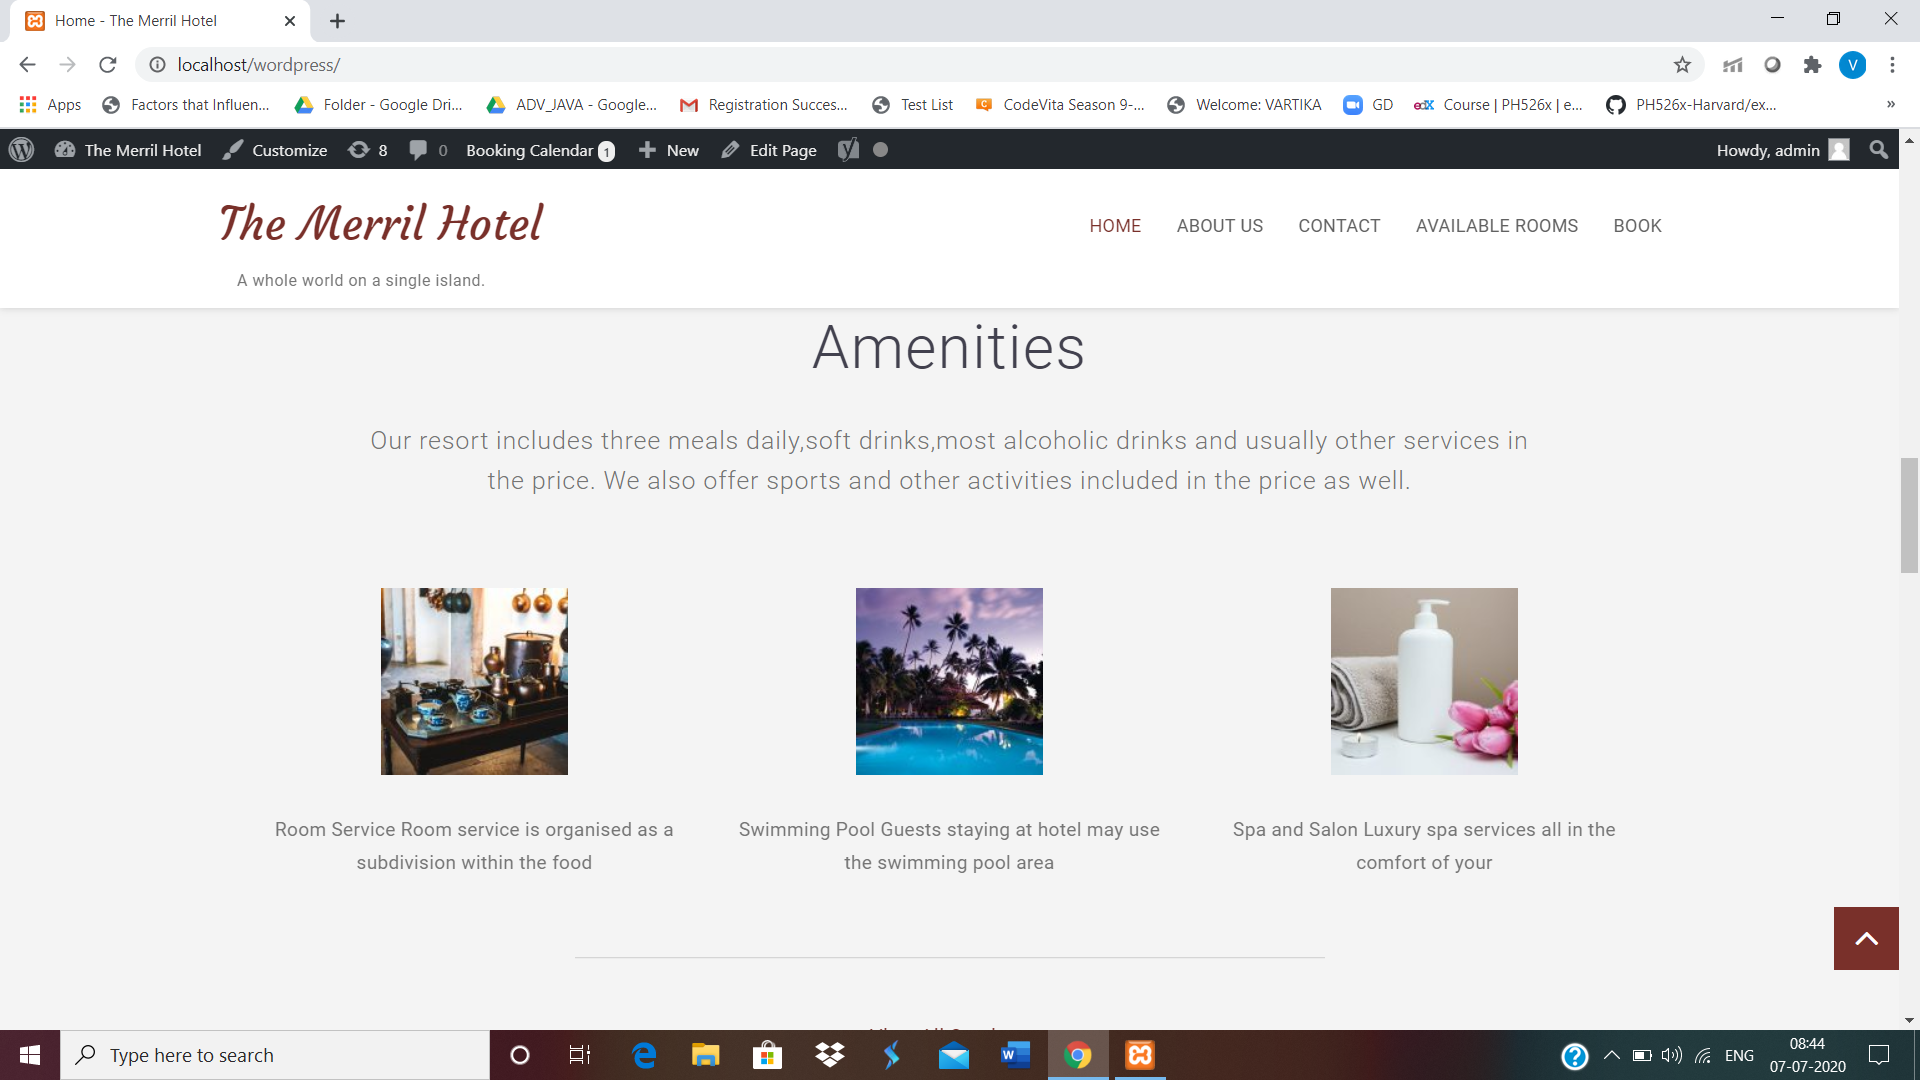 Home - The Merril Hotel
localhost/wordpress/
Apps Factors that Influen... Folder - Google Dri... ADV_JAVA - Google... Registration Succes... Test List CodeVita Season 9-... Welcome: VARTIKA GD Course | PH526x | e... PH526x-Harvard/ex... »
The Merril Hotel Customize 8 0 Booking Calendar 1 New Edit Page Howdy, admin
The Merril Hotel
HOME ABOUT US CONTACT AVAILABLE ROOMS BOOK
A whole world on a single island.
Amenities
Our resort includes three meals daily,soft drinks,most alcoholic drinks and usually other services in
the price. We also offer sports and other activities included in the price as well.
Room Service Room service is organised as a
subdivision within the food
Swimming Pool Guests staying at hotel may use
the swimming pool area
Spa and Salon Luxury spa services all in the
comfort of your
Type here to search
ENG
08:44
07-07-2020